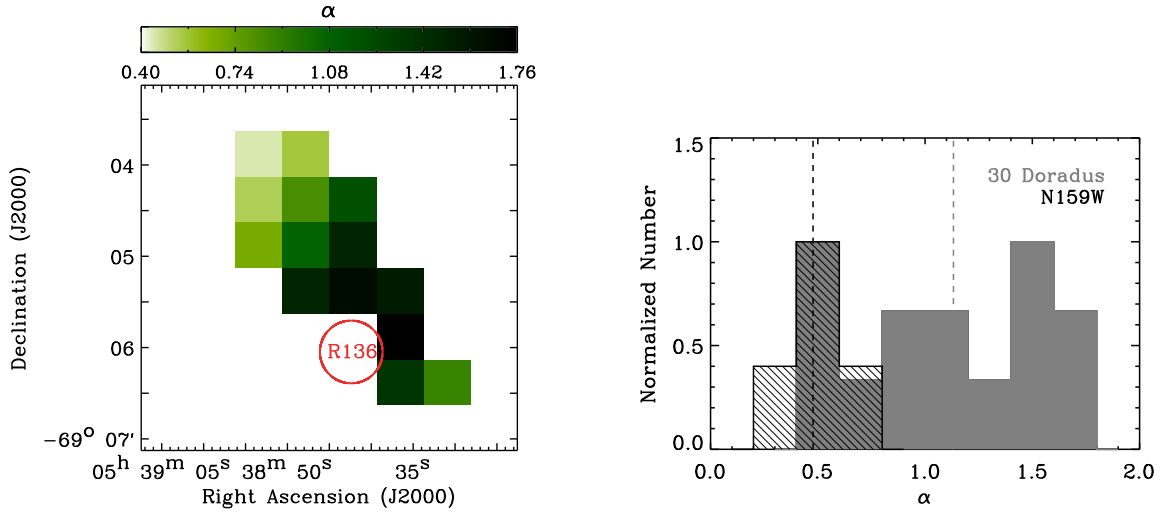 α
0.40 0.74 1.08 1.42 1.76
04
05
06
−69° 07'
Declination (J2000)
R136
05ʰ 39ᵐ 05ˢ 38ᵐ 50ˢ 35ˢ
Right Ascension (J2000)
1.5
1.0
0.5
0.0
Normalized Number
30 Doradus
N159W
0.0 0.5 1.0 1.5 2.0
α